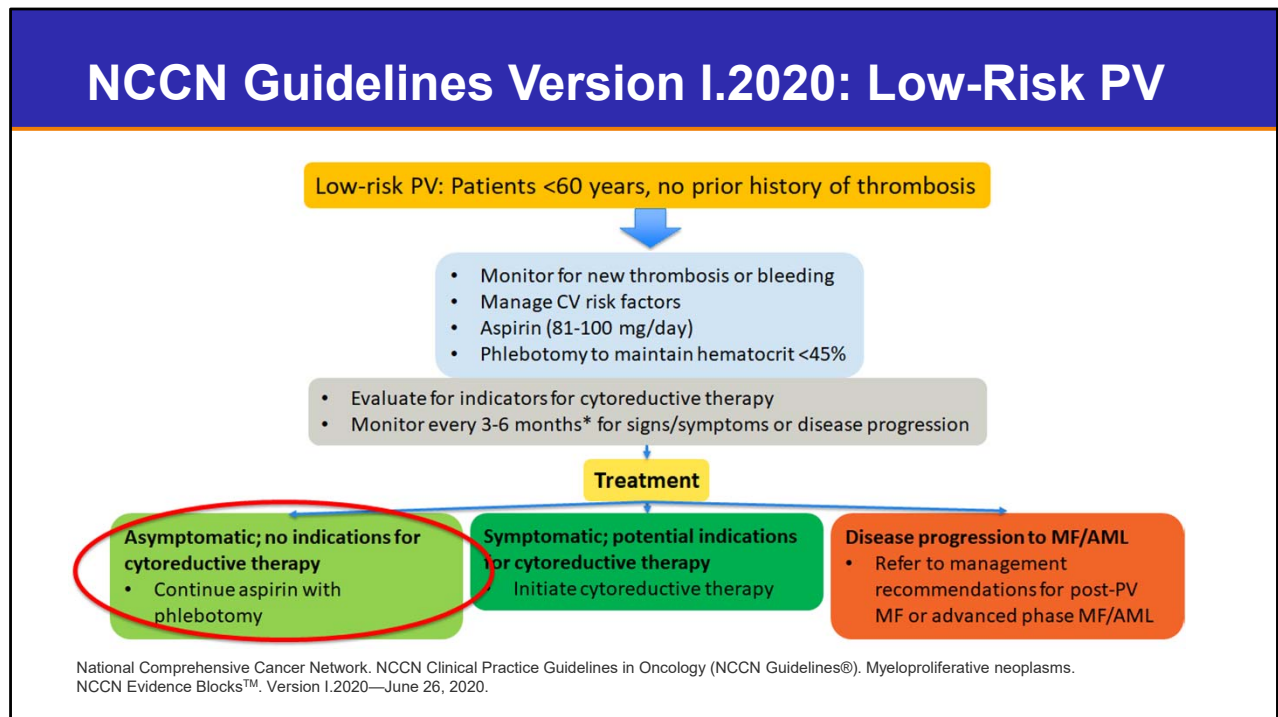 NCCN Guidelines Version I.2020: Low-Risk PV
Low-risk PV: Patients <60 years, no prior history of thrombosis
• Monitor for new thrombosis or bleeding
• Manage CV risk factors
• Aspirin (81-100 mg/day)
• Phlebotomy to maintain hematocrit <45%
• Evaluate for indicators for cytoreductive therapy
• Monitor every 3-6 months* for signs/symptoms or disease progression
Treatment
Asymptomatic; no indications for
cytoreductive therapy
• Continue aspirin with
phlebotomy
Symptomatic; potential indications
for cytoreductive therapy
• Initiate cytoreductive therapy
Disease progression to MF/AML
• Refer to management
recommendations for post-PV
MF or advanced phase MF/AML
National Comprehensive Cancer Network. NCCN Clinical Practice Guidelines in Oncology (NCCN Guidelines®). Myeloproliferative neoplasms.
NCCN Evidence Blocks™. Version I.2020—June 26, 2020.